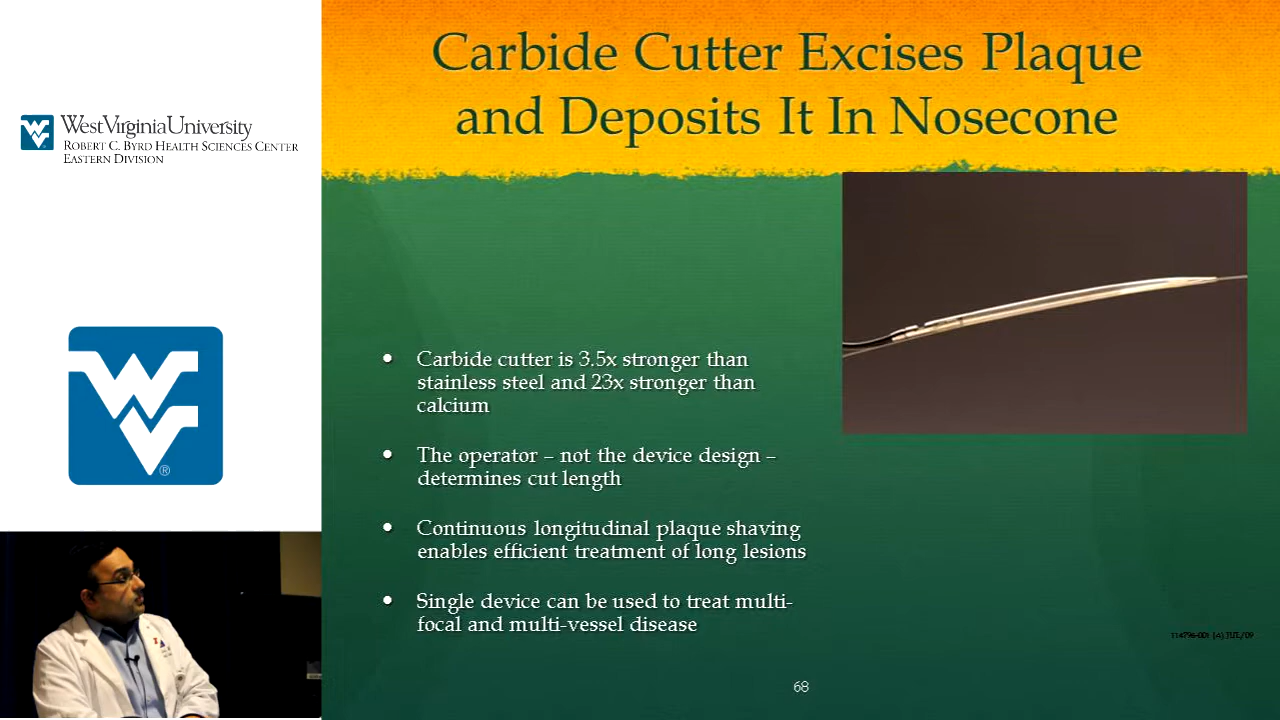 Carbide Cutter Excises Plaque
and Deposits It In Nosecone
West Virginia University
ROBERT C. BYRD HEALTH SCIENCES CENTER
EASTERN DIVISION
• Carbide cutter is 3.5x stronger than
stainless steel and 23x stronger than
calcium
• The operator – not the device design –
determines cut length
• Continuous longitudinal plaque shaving
enables efficient treatment of long lesions
• Single device can be used to treat multi-
focal and multi-vessel disease
68
®